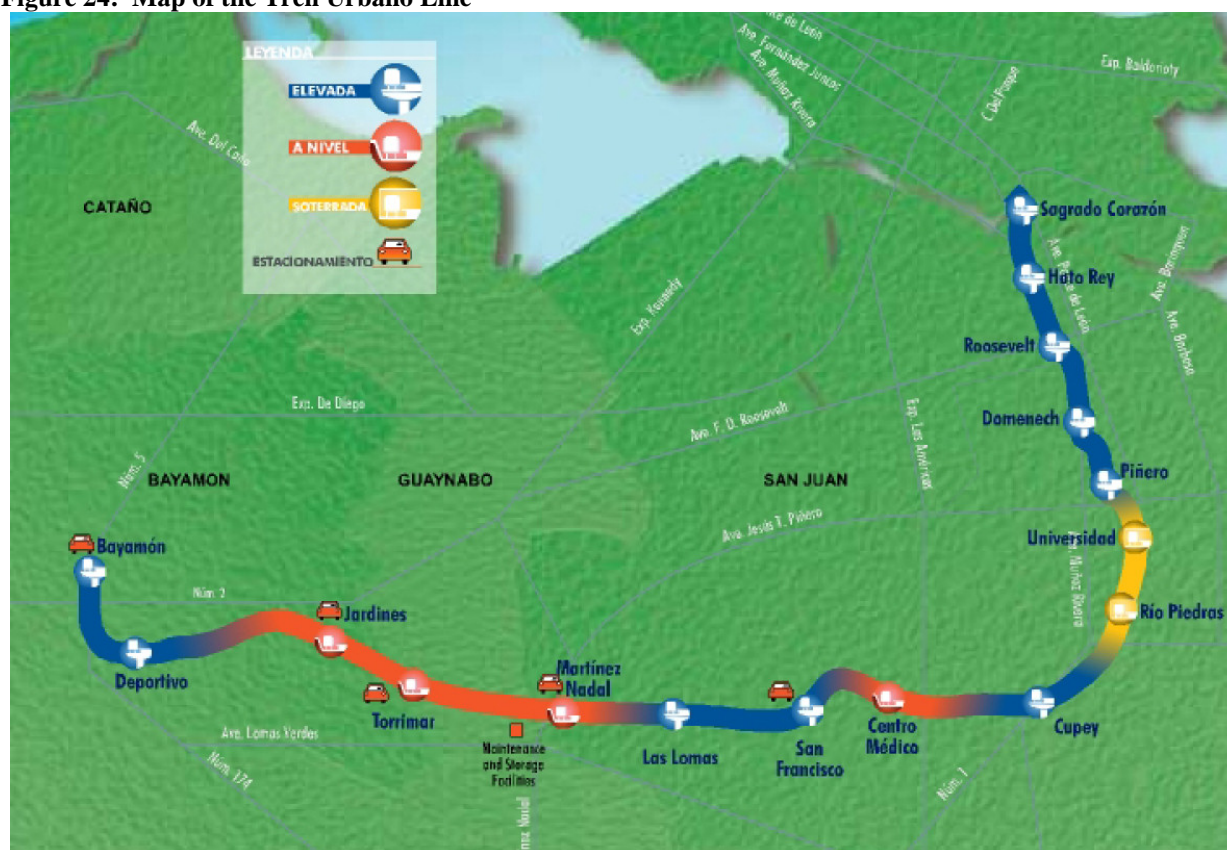 Figure 24: Map of the Tren Urbano Line
LEYENDA
ELEVADA
A NIVEL
SOTERRADA
ESTACIONAMIENTO
Ave. Fernández Juncos
Ave. Muñoz Rivera
Exp. Baldorioty
C. Del Parque
Ave. Del Caño
CATAÑO
Sagrado Corazón
Hato Rey
Ave. Ponce de León
Ave. Barinquen
Ave. Barbosa
Exp. Kennedy
Roosevelt
Exp. De Diego
Ave. F. D. Roosevelt
Exp. Las Américas
Domenech
Núm. 5
BAYAMON
GUAYNABO
SAN JUAN
Piñero
Ave. Jesús T. Piñero
Universidad
Ave. Muñoz Rivera
Bayamón
Núm. 2
Jardines
Río Piedras
Deportivo
Torrimar
Martínez
Nadal
Ave. Lomas Verdes
Maintenance
and Storage
Facilities
Las Lomas
San
Francisco
Centro
Médico
Cupey
Núm. 174
Núm. 1
Nadal